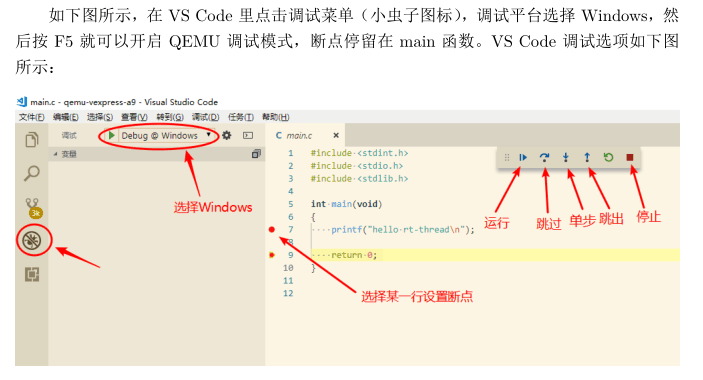 如下图所示，在 VS Code 里点击调试菜单（小虫子图标），调试平台选择 Windows，然
后按 F5 就可以开启 QEMU 调试模式，断点停留在 main 函数。VS Code 调试选项如下图
所示：
main.c - qemu-vexpress-a9 - Visual Studio Code
文件(F) 编辑(E) 选择(S) 查看(V) 转到(G) 调试(D) 任务(T) 帮助(H)
调试 Debug @ Windows
变量
3k
选择Windows
main.c
1 #include <stdint.h>
2 #include <stdio.h>
3 #include <stdlib.h>
4
5 int main(void)
6 {
7 ····printf("hello·rt-thread\n");
8
9 ····return·0;
10 }
11
12
运行 跳过 单步 跳出 停止
选择某一行设置断点